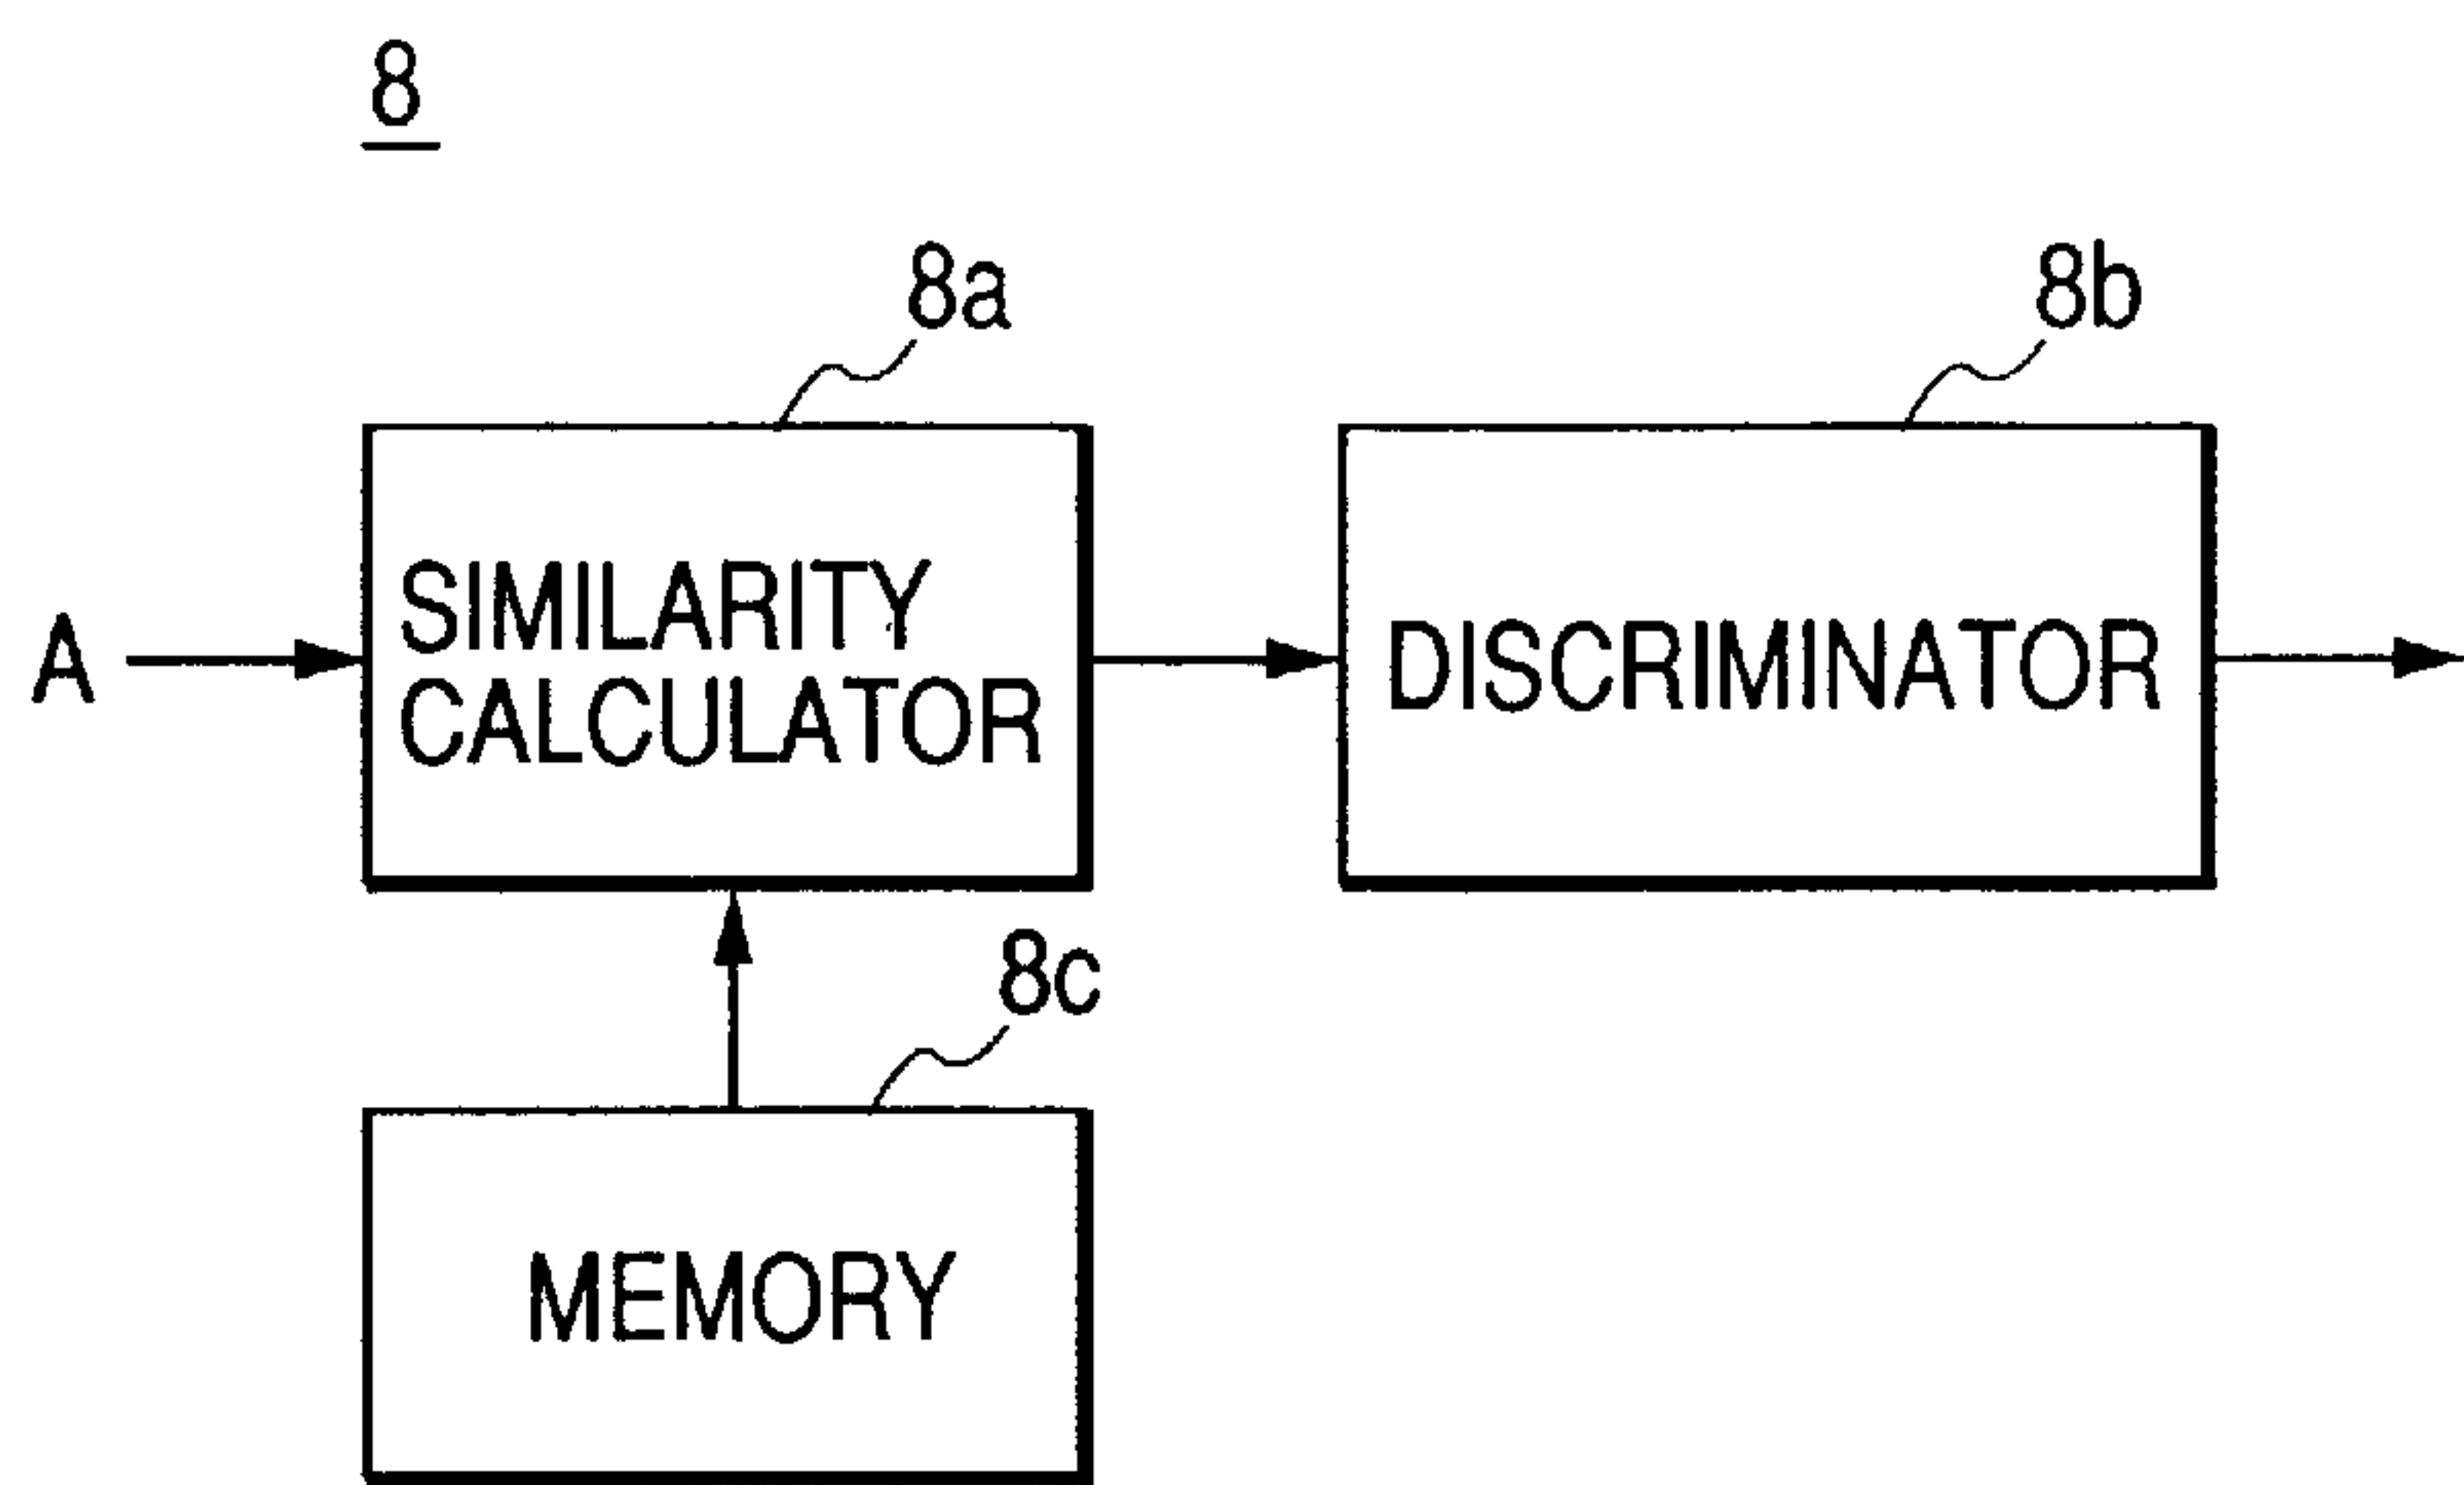 8
8a
8b
SIMILARITY
CALCULATOR
A
DISCRIMINATOR
8c
MEMORY